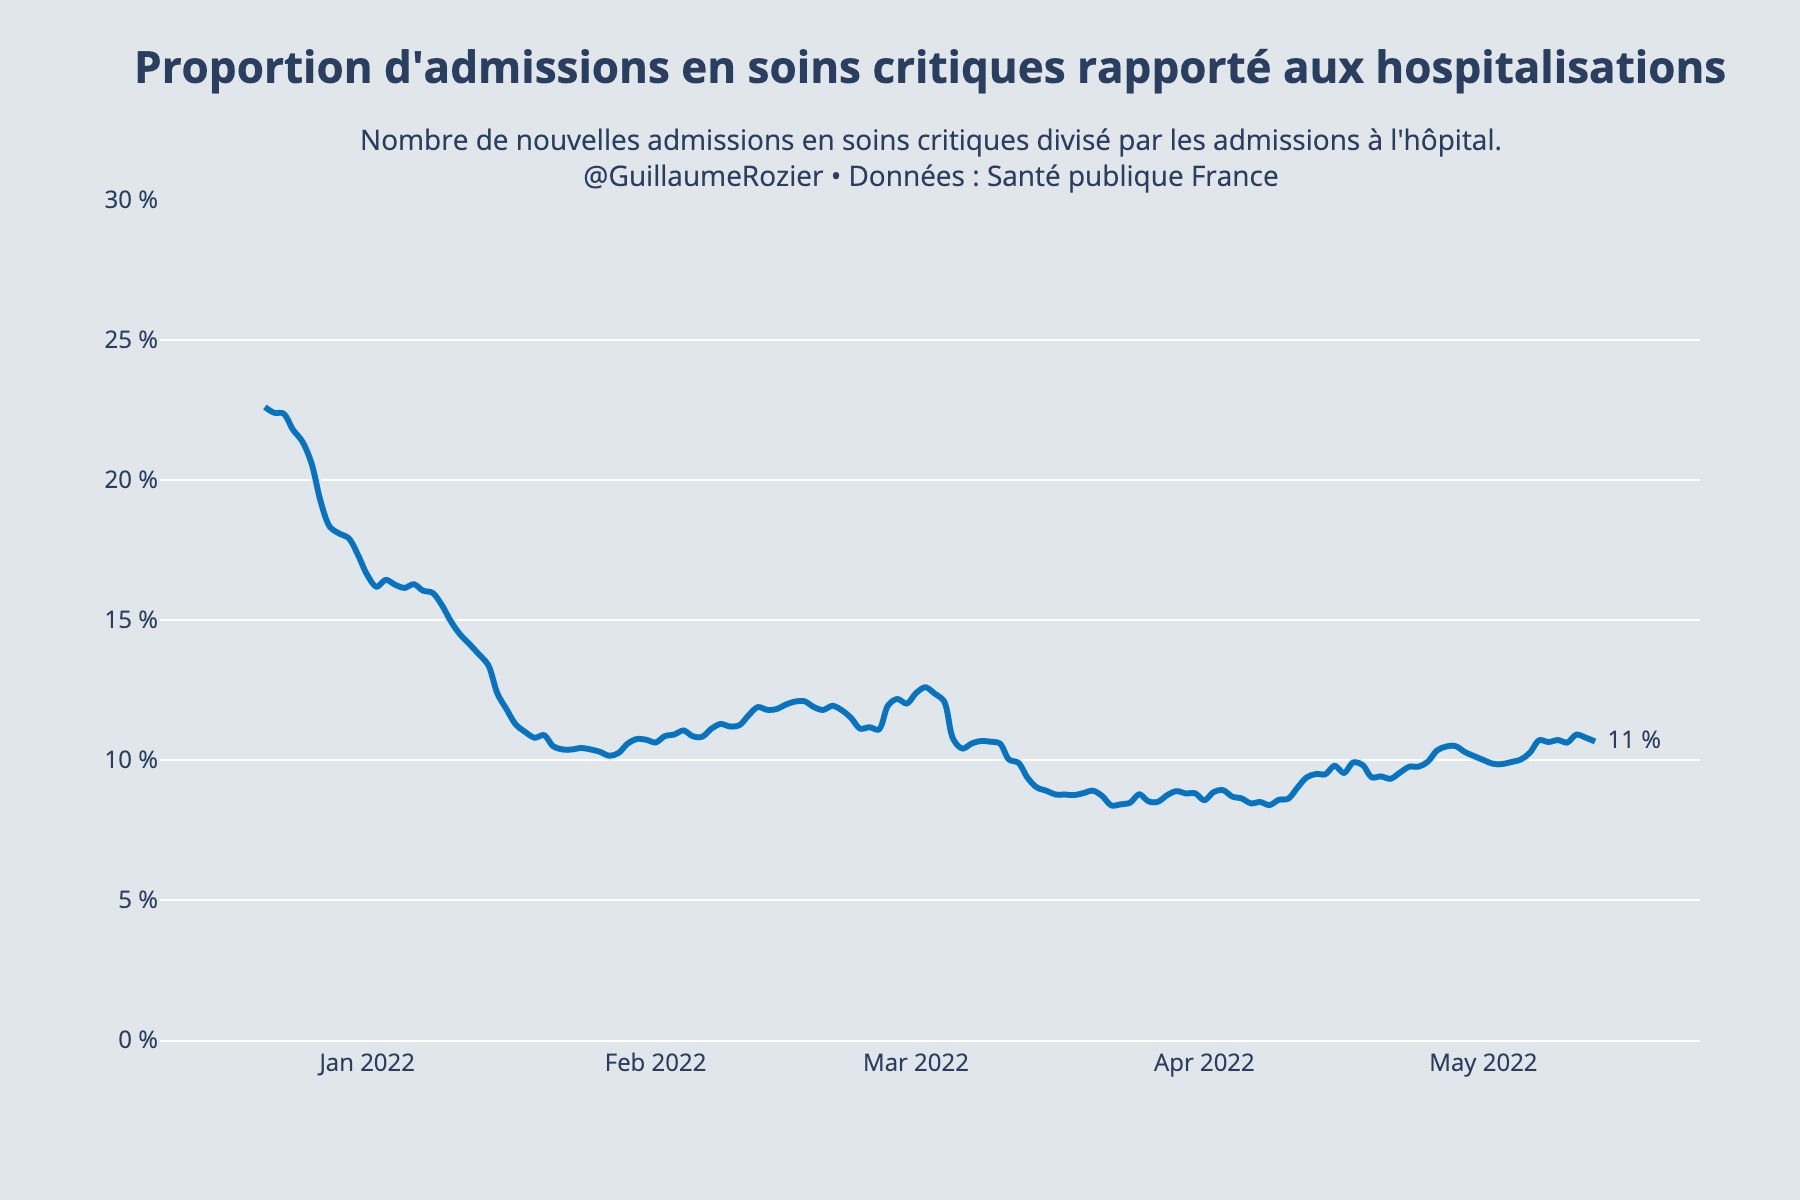 Proportion d'admissions en soins critiques rapporté aux hospitalisations
Nombre de nouvelles admissions en soins critiques divisé par les admissions à l'hôpital.
@GuillaumeRozier • Données : Santé publique France
30 %
25 %
20 %
15 %
10 %
5 %
0 %
11 %
Jan 2022 Feb 2022 Mar 2022 Apr 2022 May 2022